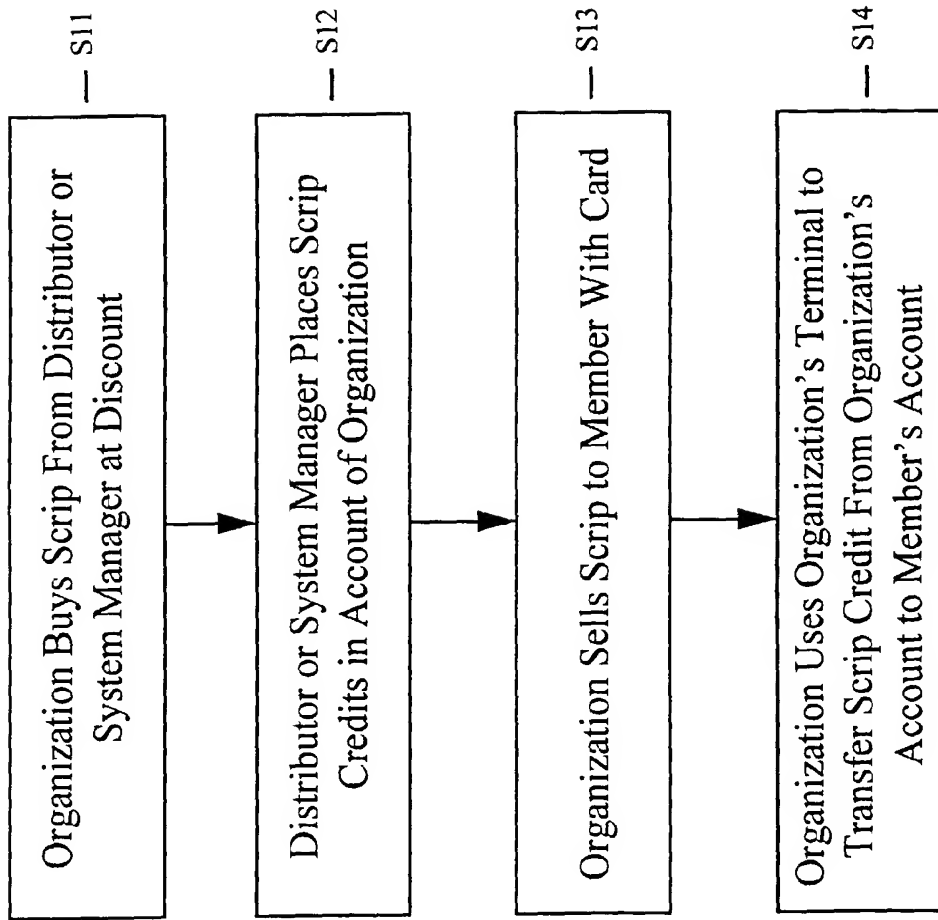 Organization Buys Scrip From Distributor or
System Manager at Discount
— S11
Distributor or System Manager Places Scrip
Credits in Account of Organization
— S12
Organization Sells Scrip to Member With Card
— S13
Organization Uses Organization's Terminal to
Transfer Scrip Credit From Organization's
Account to Member's Account
— S14